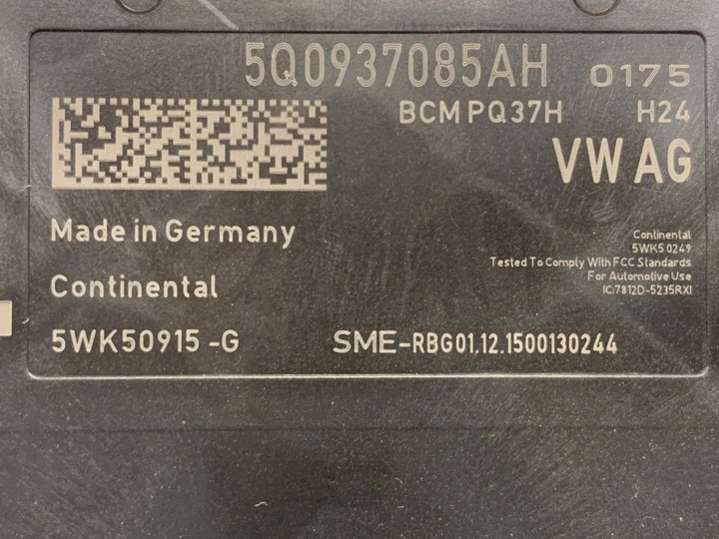 5Q0937085AH 0175
BCM PQ37H H24
VW AG
Made in Germany
Continental
5WK50249
Tested To Comply With FCC Standards
For Automotive Use
IC:7812D-5235RXI
Continental
5WK50915 -G SME-RBG01.12.1500130244